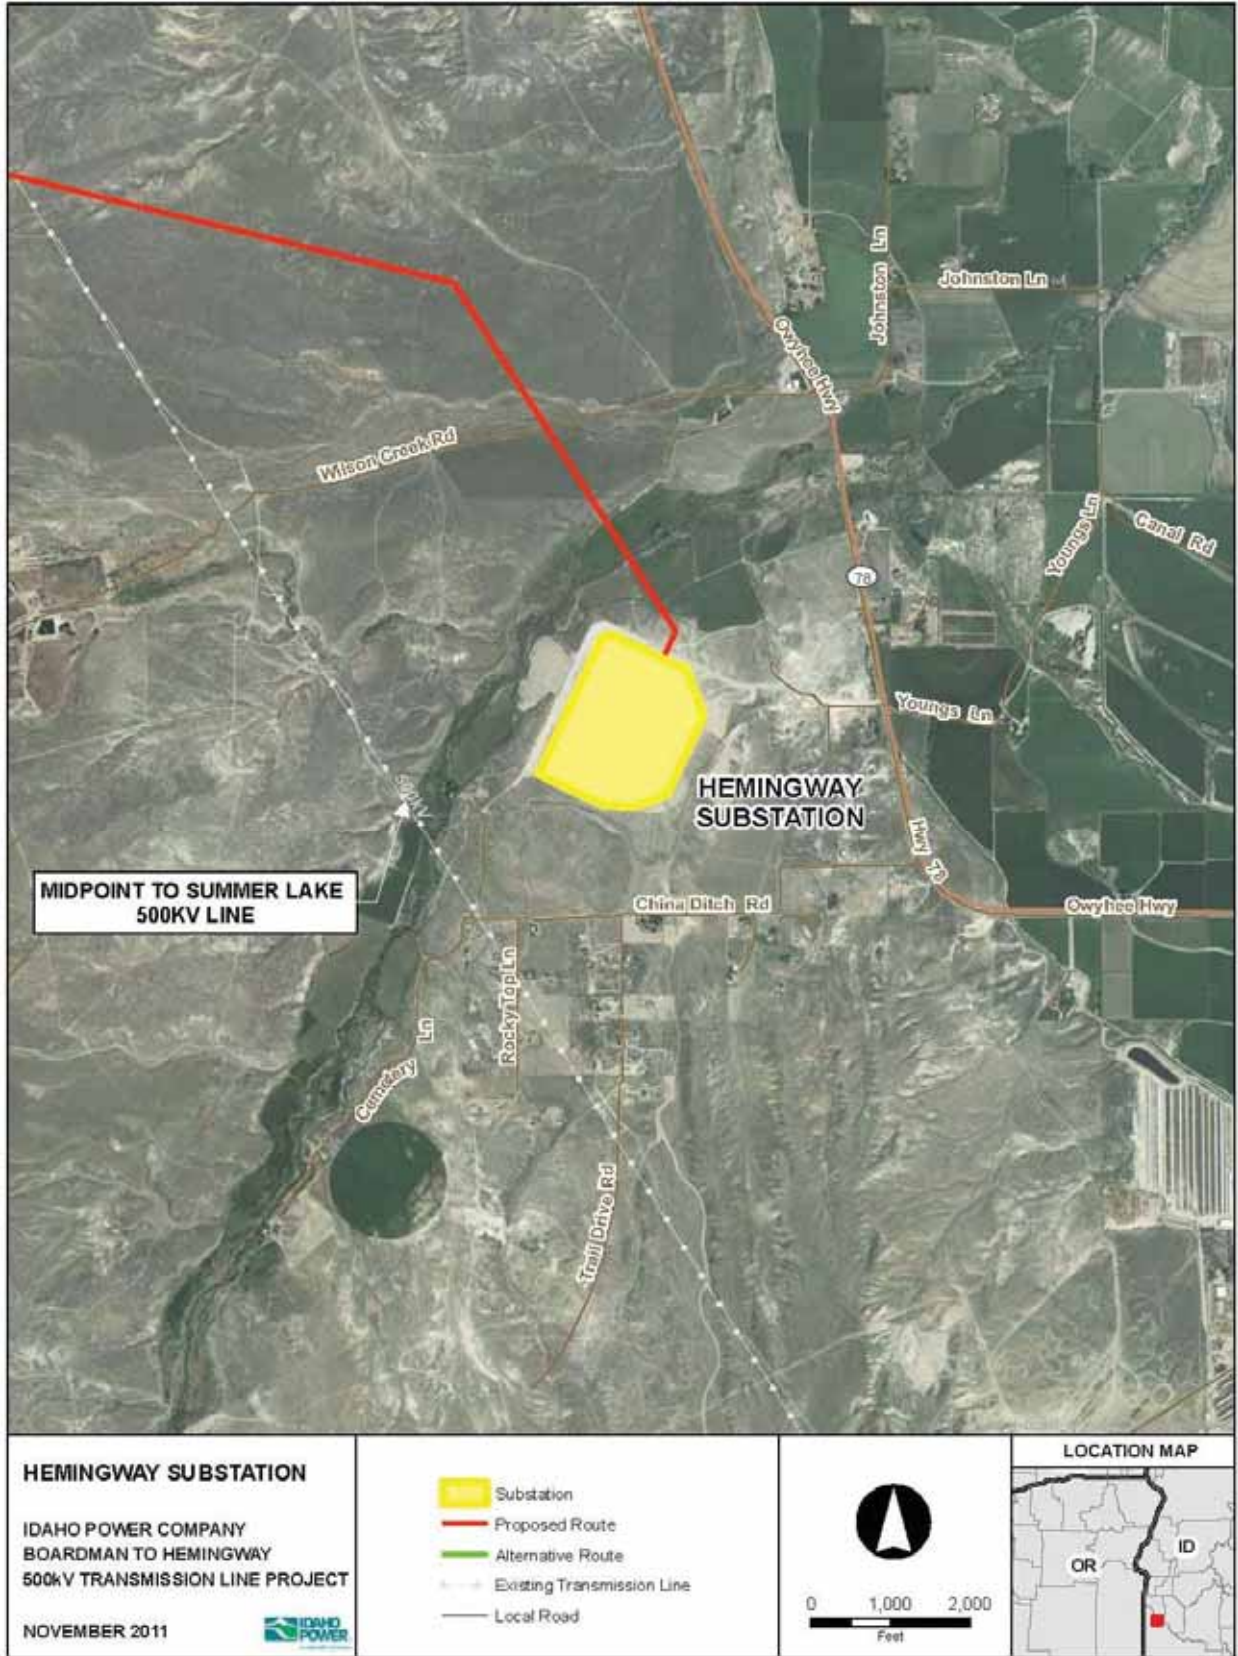 Johnston Ln
Johnston Ln
Owyhee Hwy
Wilson Creek Rd
Youngs Ln
Canal Rd
78
Youngs Ln
HEMINGWAY
SUBSTATION
Hwy 78
MIDPOINT TO SUMMER LAKE
500KV LINE
China Ditch Rd
Owyhee Hwy
Rocky Top Ln
Cemetery Ln
Trail Drive Rd
HEMINGWAY SUBSTATION
IDAHO POWER COMPANY
BOARDMAN TO HEMINGWAY
500kV TRANSMISSION LINE PROJECT
NOVEMBER 2011
IDAHO
POWER
Substation
Proposed Route
Alternative Route
Existing Transmission Line
Local Road
0 1,000 2,000
Feet
LOCATION MAP
OR
ID